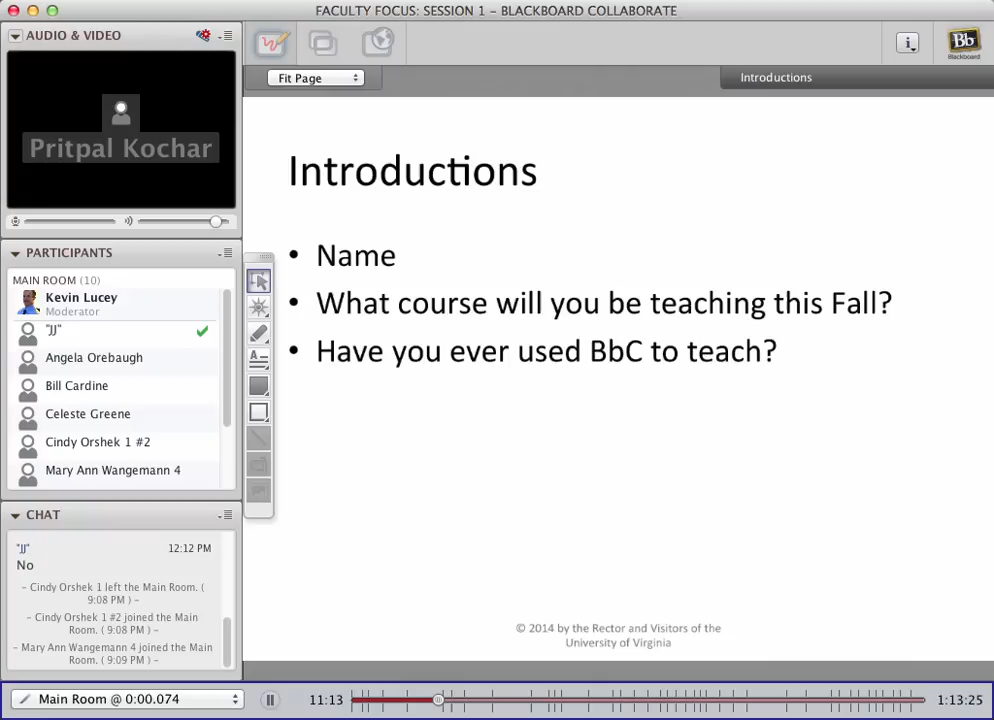 FACULTY FOCUS: SESSION 1 – BLACKBOARD COLLABORATE
AUDIO & VIDEO
Pritpal Kochar
PARTICIPANTS
MAIN ROOM (10)
Kevin Lucey
Moderator
"JJ"
Angela Orebaugh
Bill Cardine
Celeste Greene
Cindy Orshek 1 #2
Mary Ann Wangemann 4
CHAT
"JJ" 12:12 PM
No
– Cindy Orshek 1 left the Main Room. (
9:08 PM ) –
– Cindy Orshek 1 #2 joined the Main
Room. ( 9:08 PM ) –
– Mary Ann Wangemann 4 joined the Main
Room. ( 9:09 PM ) –
i
Bb
Blackboard
Fit Page
Introductions
Introductions
• Name
• What course will you be teaching this Fall?
• Have you ever used BbC to teach?
A
© 2014 by the Rector and Visitors of the
University of Virginia
Main Room @ 0:00.074
11:13
1:13:25